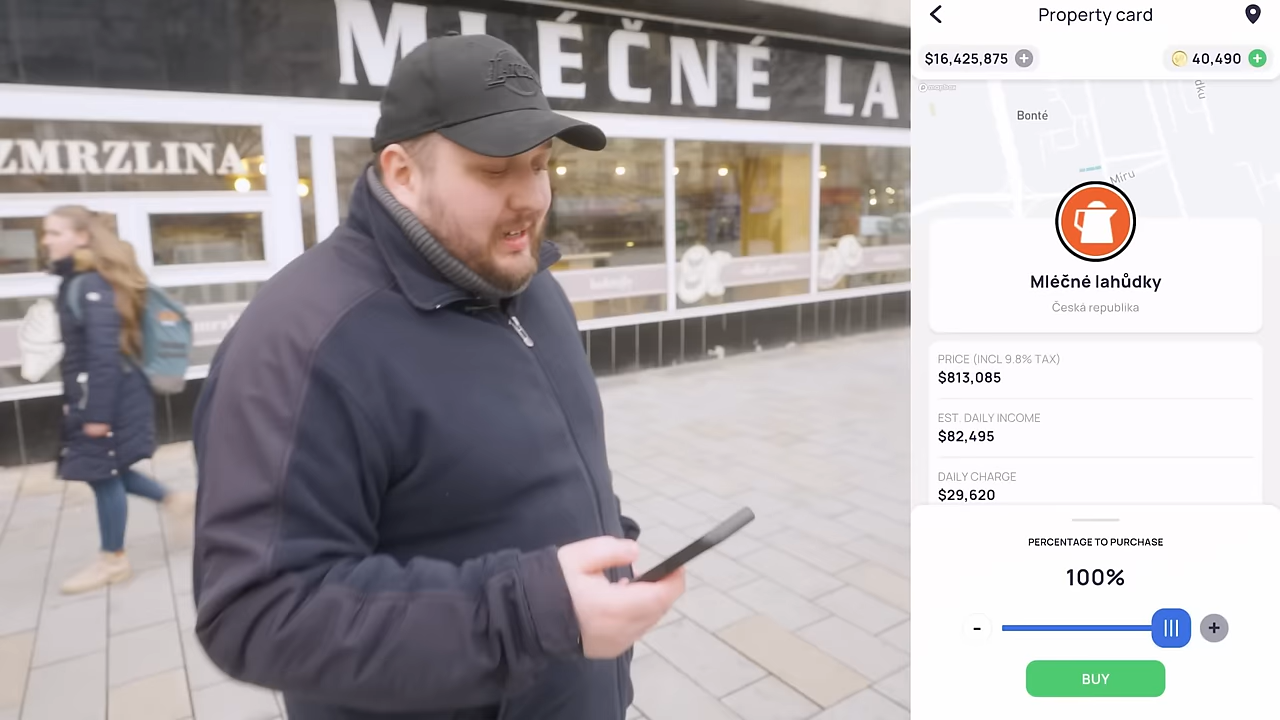 MLÉČNÉ LA
ZMRZLINA
Property card
$16,425,875
40,490
mapbox
Bonté
Míru
Mléčné lahůdky
Česká republika
PRICE (INCL 9.8% TAX)
$813,085
EST. DAILY INCOME
$82,495
DAILY CHARGE
$29,620
PERCENTAGE TO PURCHASE
100%
-
+
BUY